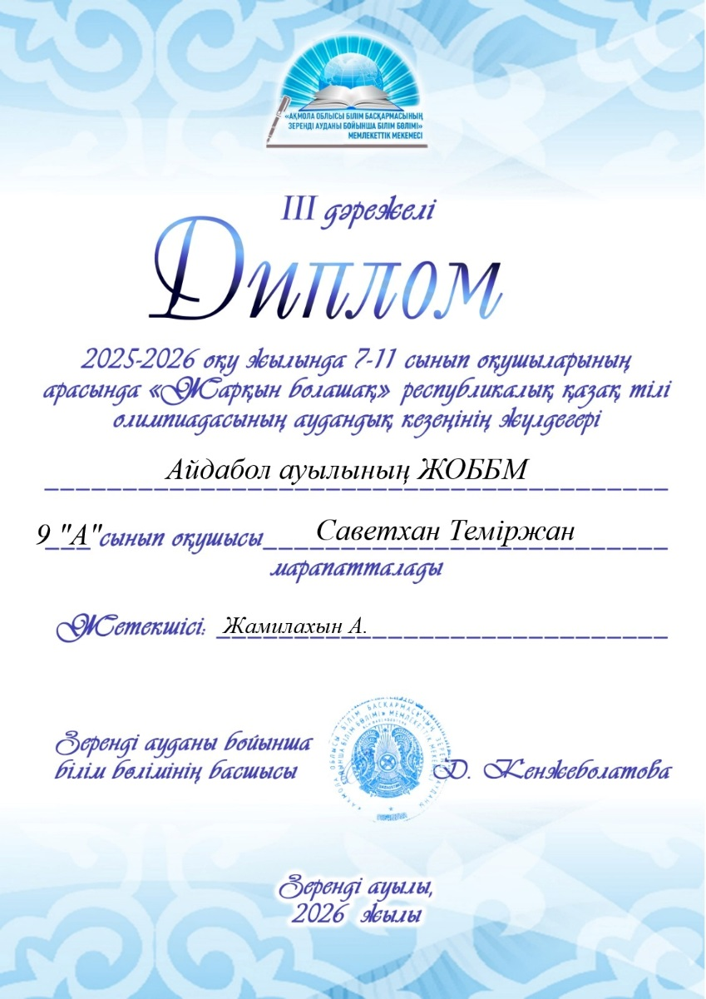 «АҚМОЛА ОБЛЫСЫ БІЛІМ БАСҚАРМАСЫНЫҢ
ЗЕРЕНДІ АУДАНЫ БОЙЫНША БІЛІМ БӨЛІМІ»
МЕМЛЕКЕТТІК МЕКЕМЕСІ
III дәрежелі
Диплом
2025-2026 оқу жылында 7-11 сынып оқушыларының
арасында «Жарқын болашақ» республикалық қазақ тілі
олимпиадасының аудандық кезеңінің жүлдегері
Айдабол ауылының ЖОББМ
9 "А" сынып оқушысы Саветхан Теміржан
марапатталады
Жетекшісі: Жамилахын А.
Зеренді ауданы бойынша
білім бөлімінің басшысы
Д. Кенжеболатова
Зеренді ауылы,
2026 жылы